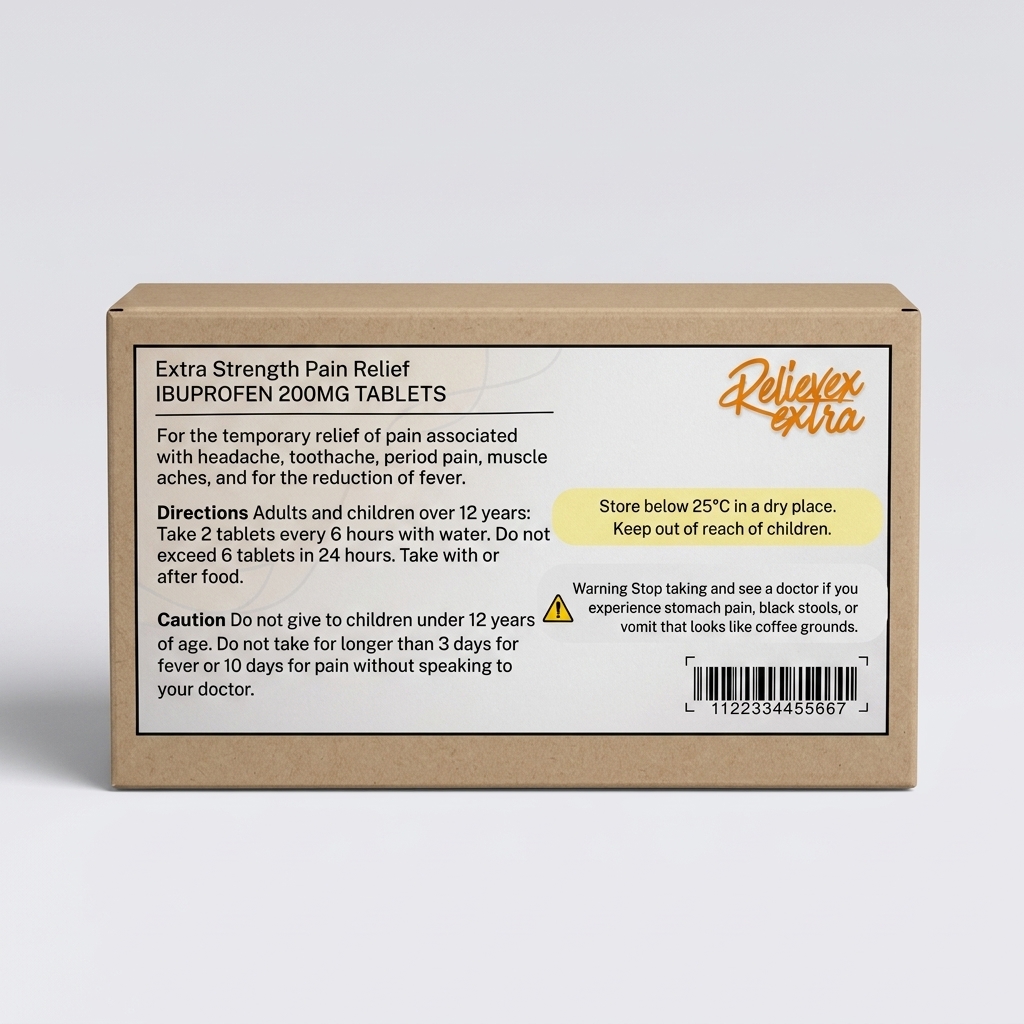 Extra Strength Pain Relief
IBUPROFEN 200MG TABLETS
For the temporary relief of pain associated
with headache, toothache, period pain, muscle
aches, and for the reduction of fever.
Directions Adults and children over 12 years:
Take 2 tablets every 6 hours with water. Do not
exceed 6 tablets in 24 hours. Take with or
after food.
Caution Do not give to children under 12 years
of age. Do not take for longer than 3 days for
fever or 10 days for pain without speaking to
your doctor.
Relievex
extra
Store below 25°C in a dry place.
Keep out of reach of children.
Warning Stop taking and see a doctor if you
experience stomach pain, black stools, or
vomit that looks like coffee grounds.
1122334455667